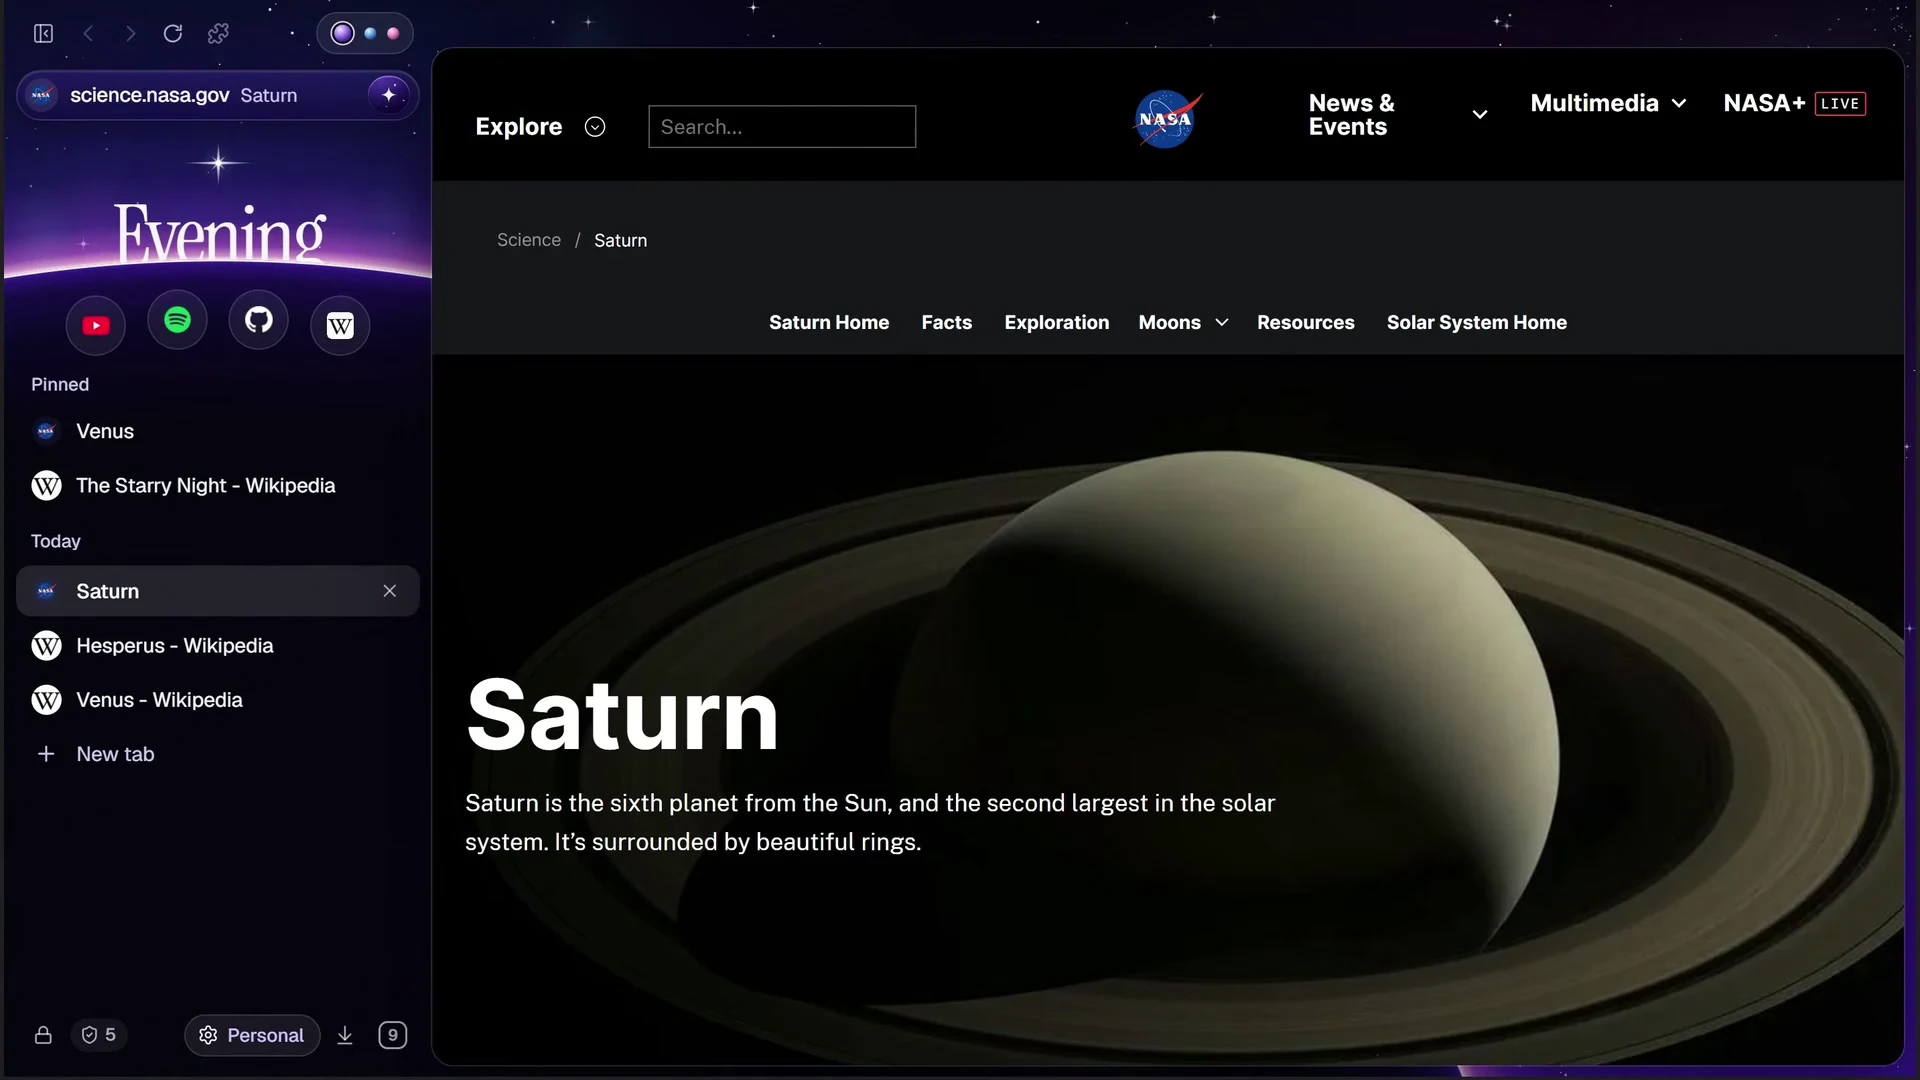 science.nasa.gov Saturn
Evening
Pinned
Venus
The Starry Night - Wikipedia
Today
Saturn
Hesperus - Wikipedia
Venus - Wikipedia
New tab
5
Personal
9
Explore
Search...
NASA
News &
Events
Multimedia
NASA+ LIVE
Science / Saturn
Saturn Home Facts Exploration Moons Resources Solar System Home
Saturn
Saturn is the sixth planet from the Sun, and the second largest in the solar
system. It’s surrounded by beautiful rings.